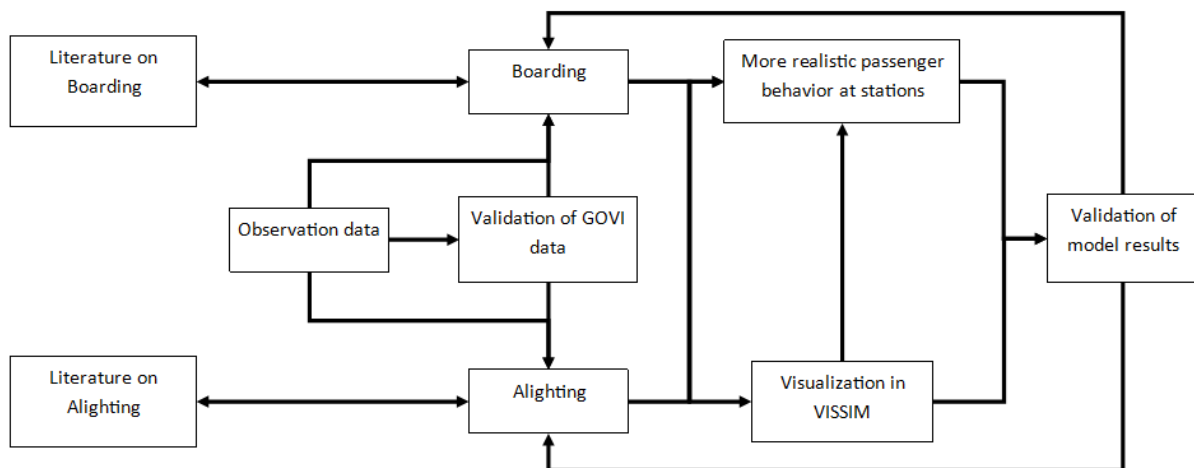 Literature on
Boarding
Boarding
More realistic passenger
behavior at stations
Observation data
Validation of GOVI
data
Validation of
model results
Literature on
Alighting
Alighting
Visualization in
VISSIM